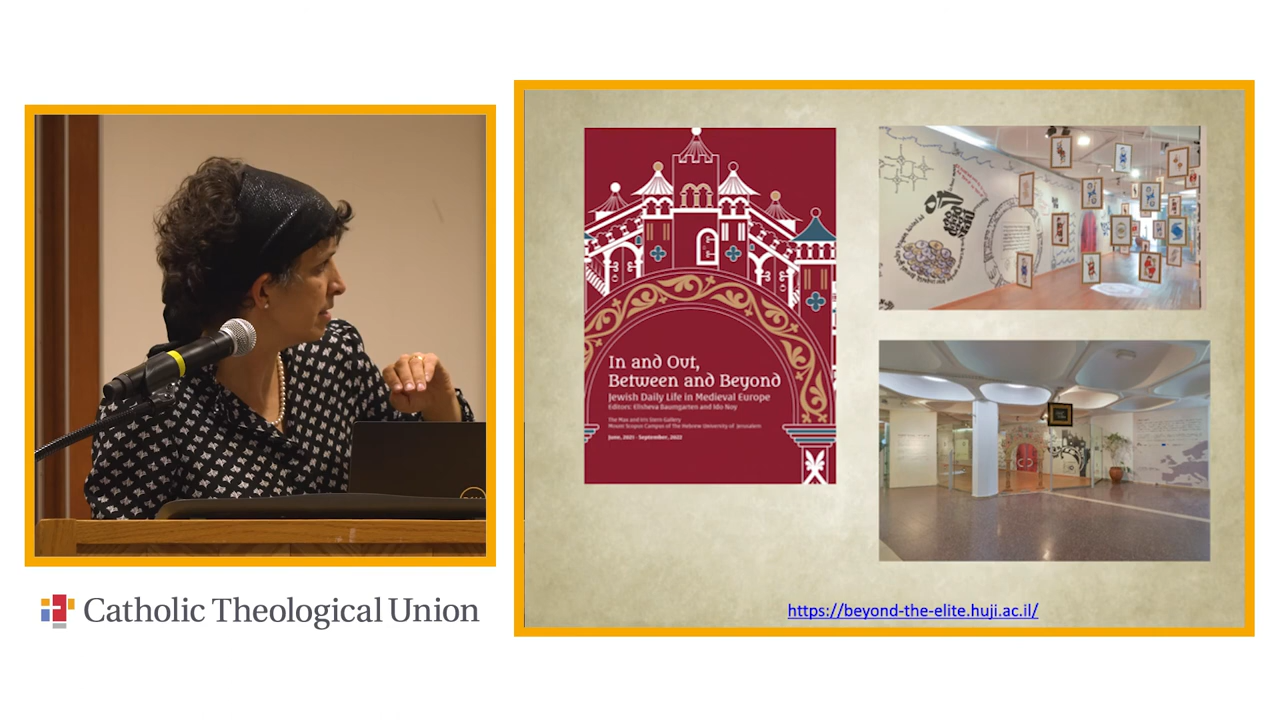 In and Out,
Between and Beyond
Jewish Daily Life in Medieval Europe
Editors: Elisheva Baumgarten and Ido Noy
The Max and Iris Stern Gallery
Mount Scopus Campus of The Hebrew University of Jerusalem
June, 2021 - September, 2022
https://beyond-the-elite.huji.ac.il/
Catholic Theological Union